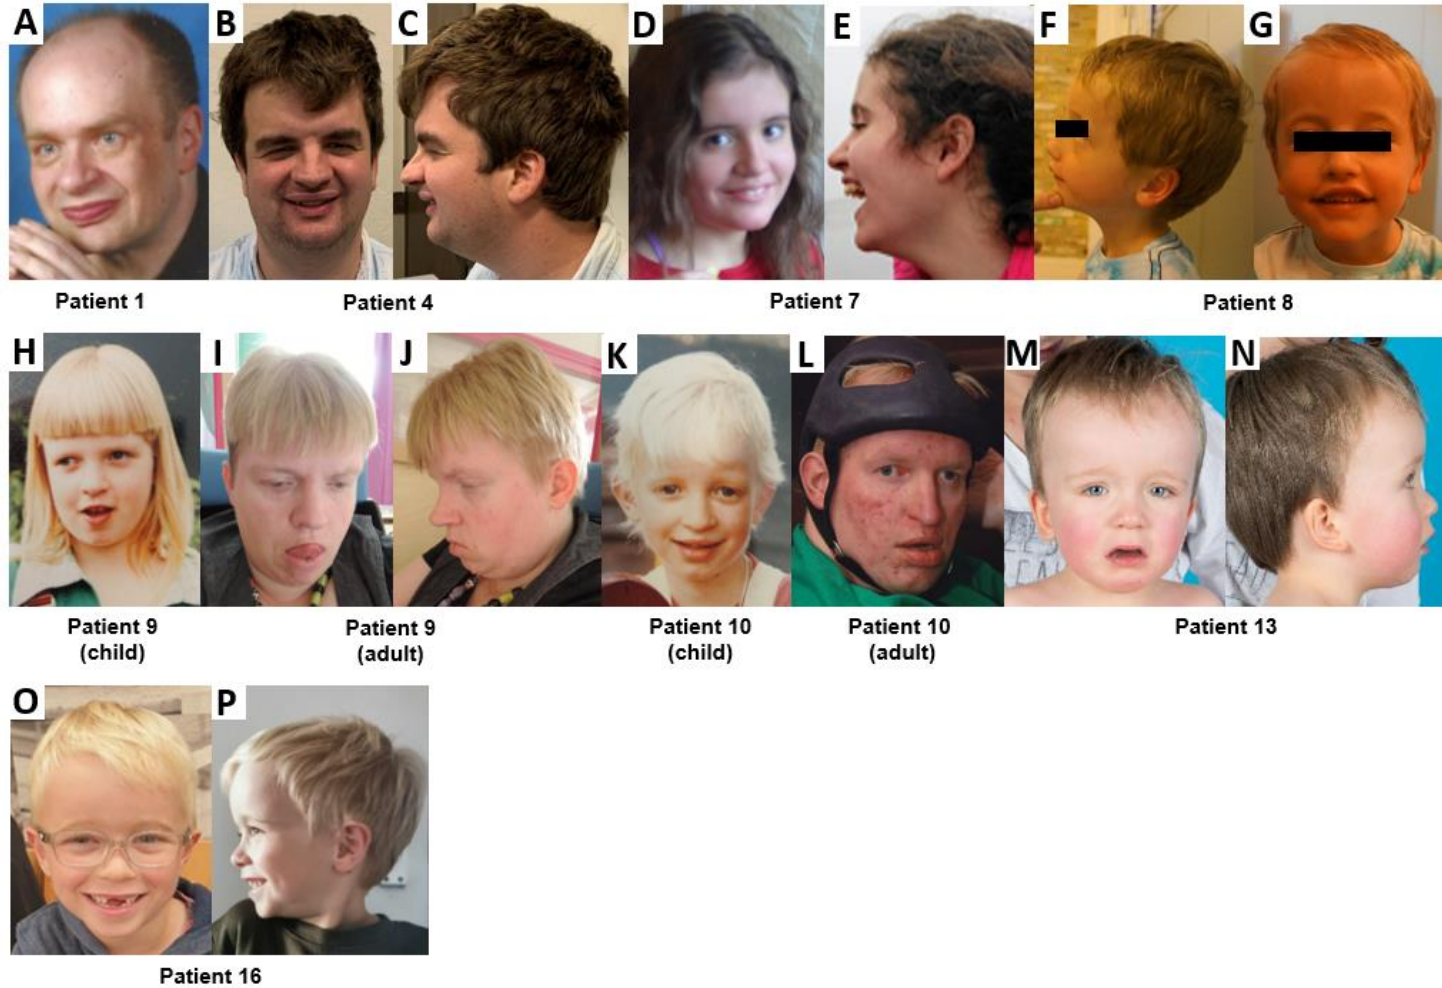 A B C D E F G
Patient 1 Patient 4 Patient 7 Patient 8
H I J K L M N
Patient 9 Patient 9 Patient 10 Patient 10 Patient 13
(child) (adult) (child) (adult)
O P
Patient 16